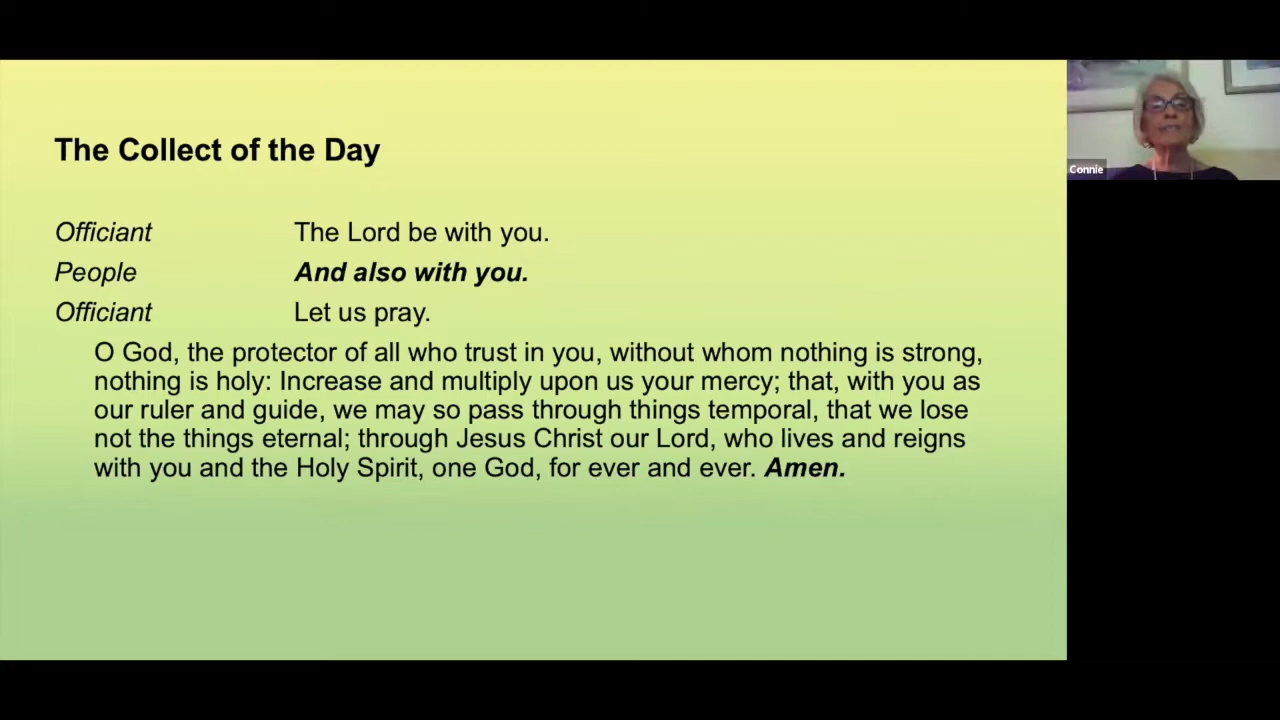 The Collect of the Day
Officiant The Lord be with you.
People And also with you.
Officiant Let us pray.
O God, the protector of all who trust in you, without whom nothing is strong,
nothing is holy: Increase and multiply upon us your mercy; that, with you as
our ruler and guide, we may so pass through things temporal, that we lose
not the things eternal; through Jesus Christ our Lord, who lives and reigns
with you and the Holy Spirit, one God, for ever and ever. Amen.
Connie